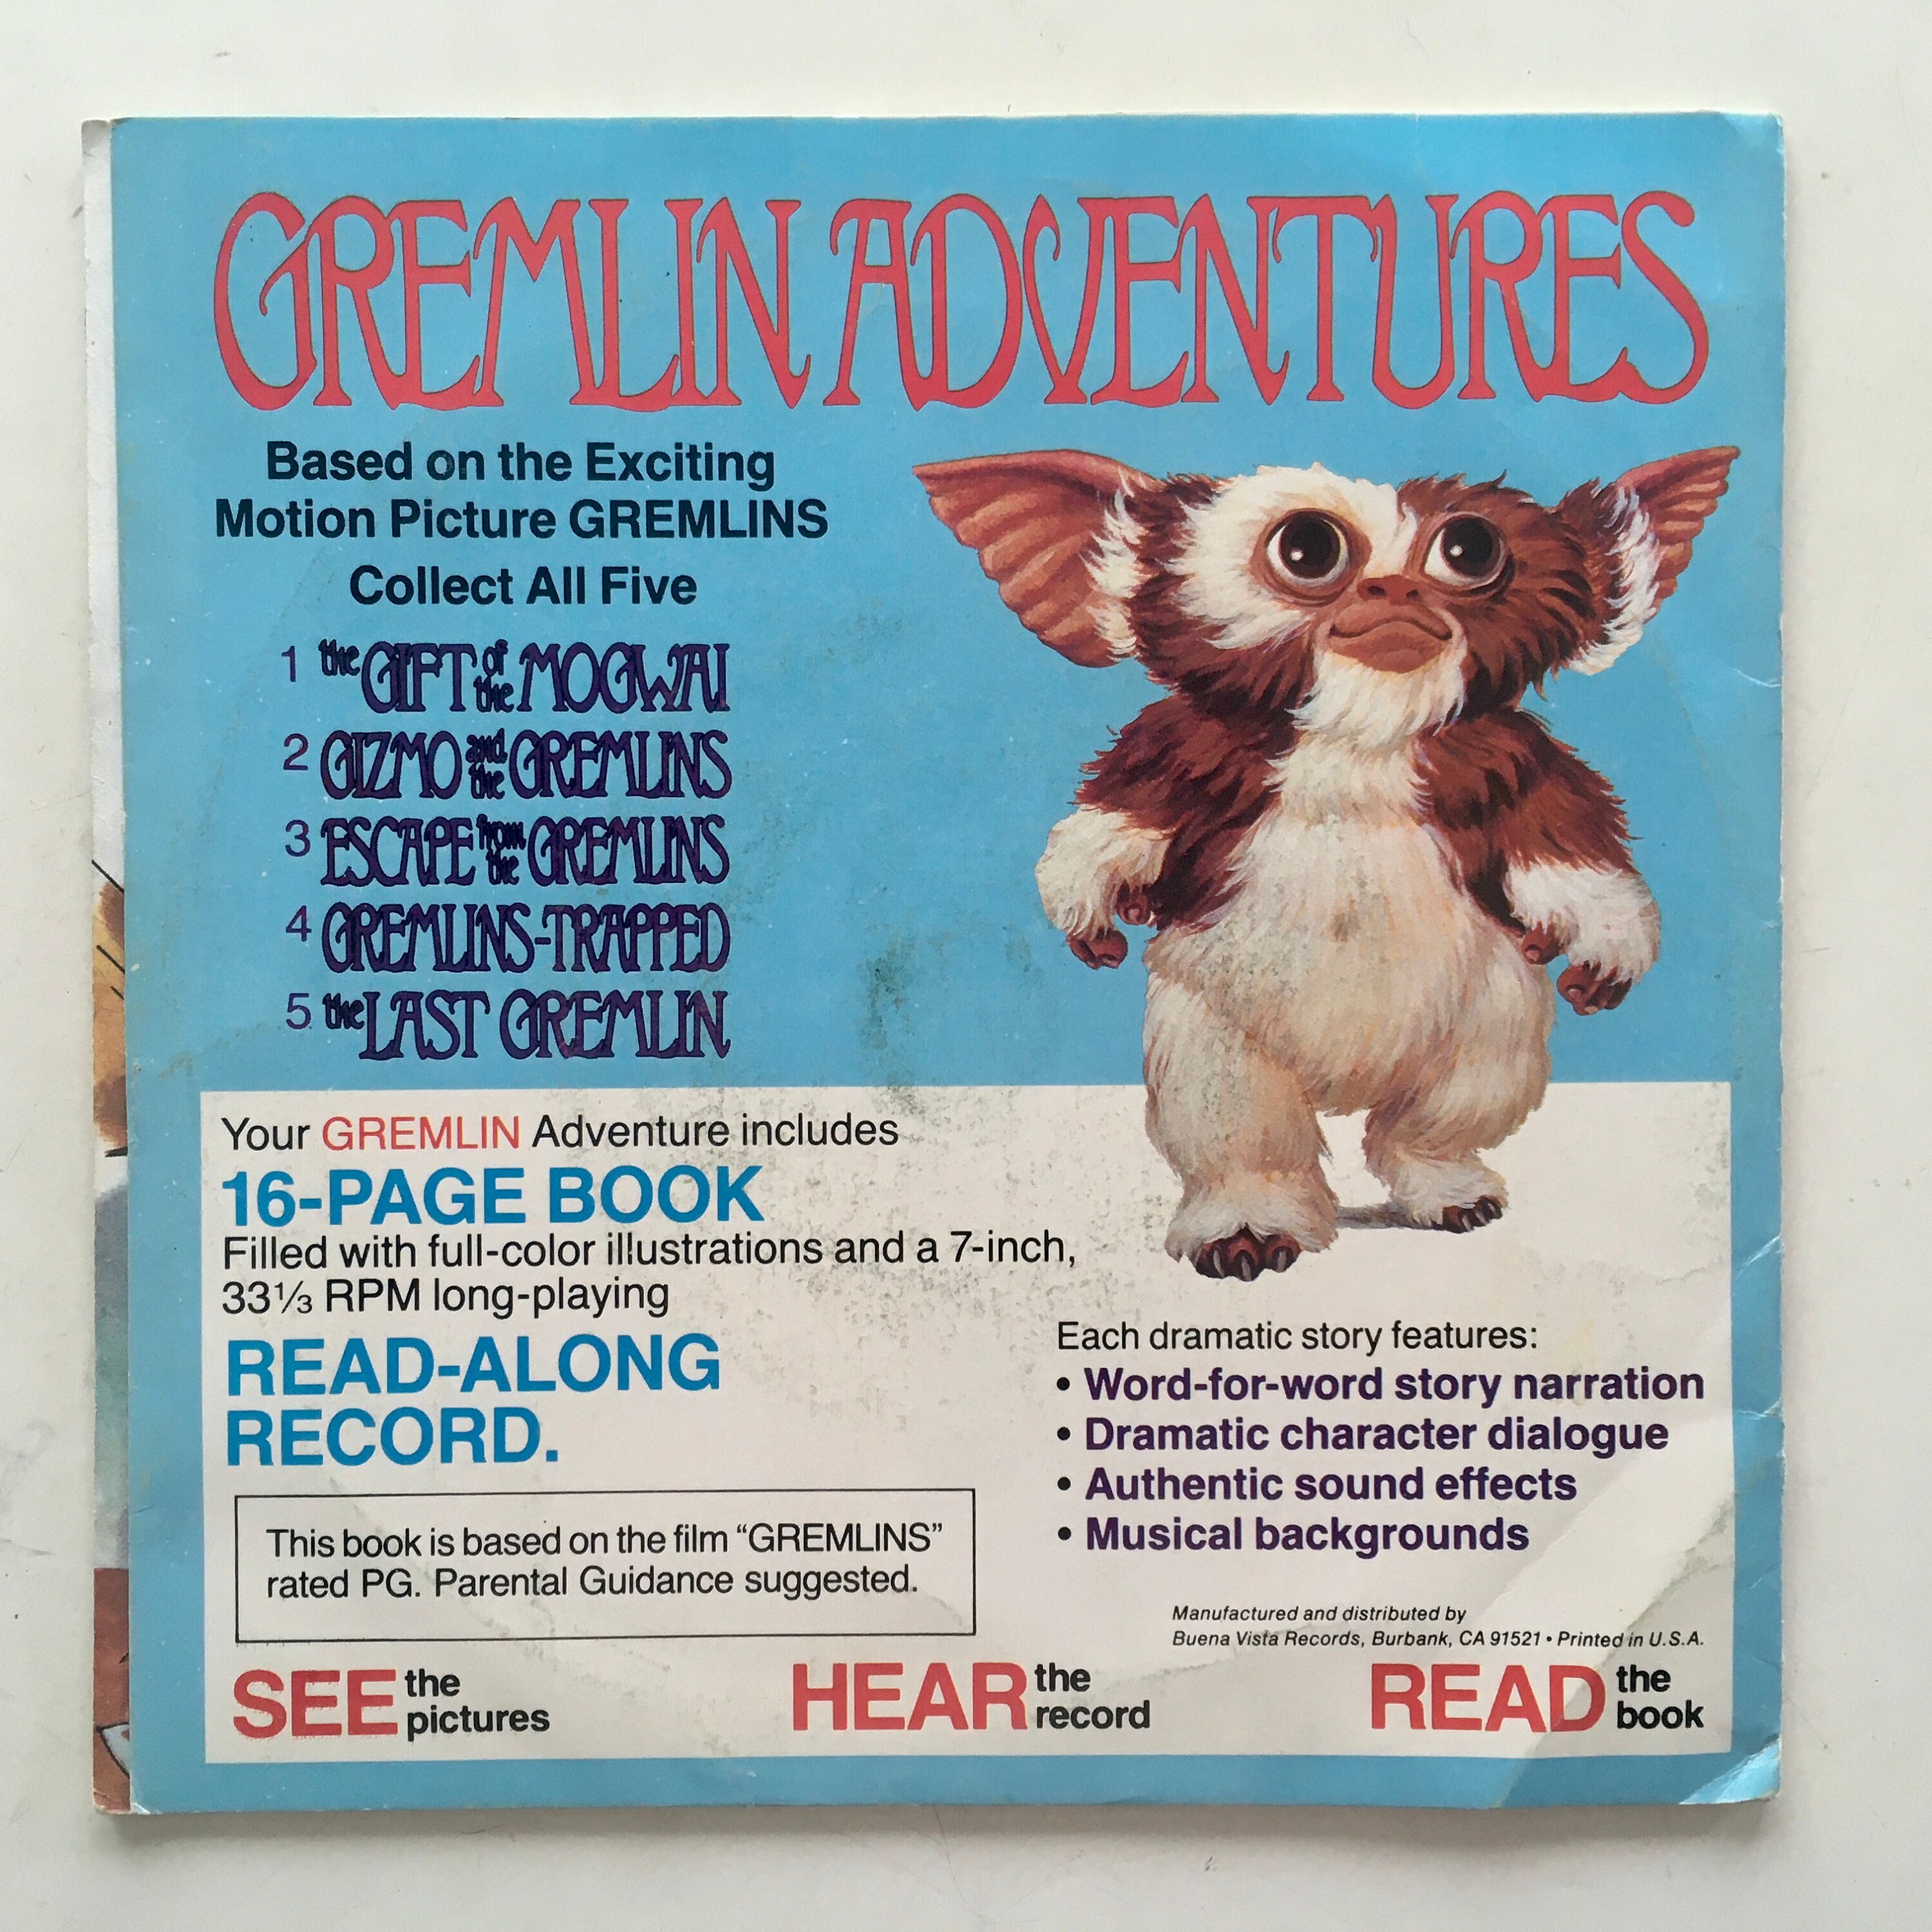 GREMLIN ADVENTURES
Based on the Exciting
Motion Picture GREMLINS
Collect All Five
1 the GIFT of the MOGWAI
2 GIZMO and the GREMLINS
3 ESCAPE from the GREMLINS
4 GREMLINS-TRAPPED
5 the LAST GREMLIN
Your GREMLIN Adventure includes
16-PAGE BOOK
Filled with full-color illustrations and a 7-inch,
33⅓ RPM long-playing
READ-ALONG
RECORD.
This book is based on the film “GREMLINS”
rated PG. Parental Guidance suggested.
Each dramatic story features:
• Word-for-word story narration
• Dramatic character dialogue
• Authentic sound effects
• Musical backgrounds
Manufactured and distributed by
Buena Vista Records, Burbank, CA 91521 • Printed in U.S.A.
SEE the pictures
HEAR the record
READ the book